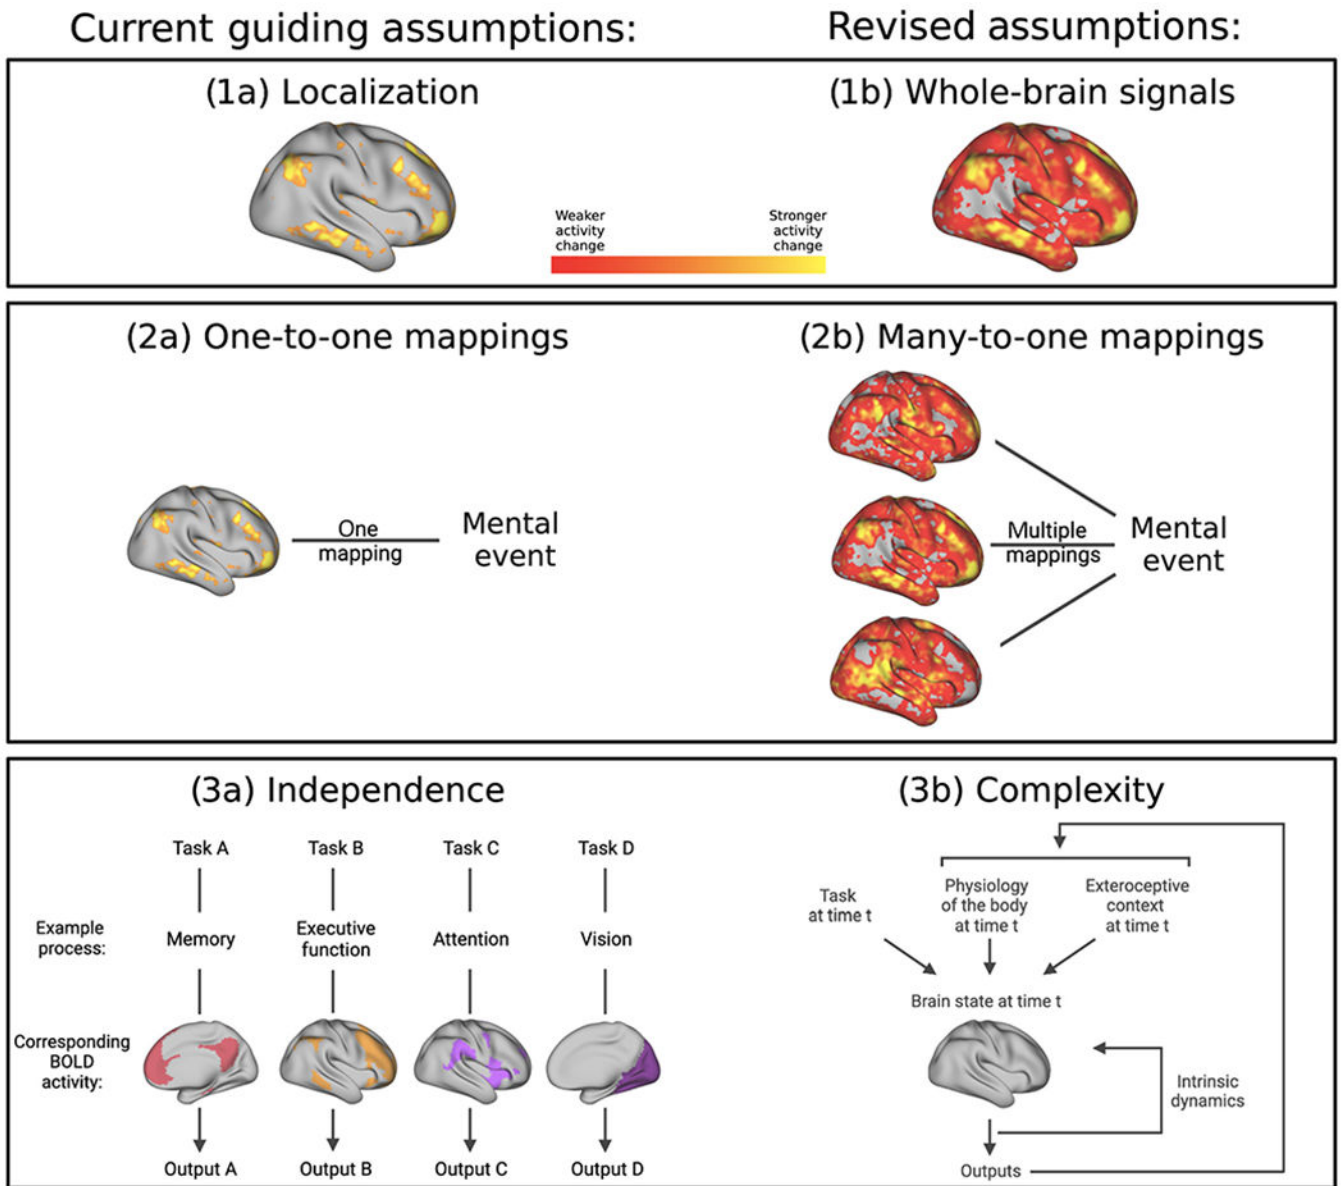 Current guiding assumptions:
Revised assumptions:
(1a) Localization
(1b) Whole-brain signals
Weaker
activity
change
Stronger
activity
change
(2a) One-to-one mappings
(2b) Many-to-one mappings
One
mapping
Mental
event
Multiple
mappings
Mental
event
(3a) Independence
(3b) Complexity
Task A
Task B
Task C
Task D
Example
process:
Memory
Executive
function
Attention
Vision
Corresponding
BOLD
activity:
Output A
Output B
Output C
Output D
Task
at time t
Physiology
of the body
at time t
Exteroceptive
context
at time t
Brain state at time t
Intrinsic
dynamics
Outputs